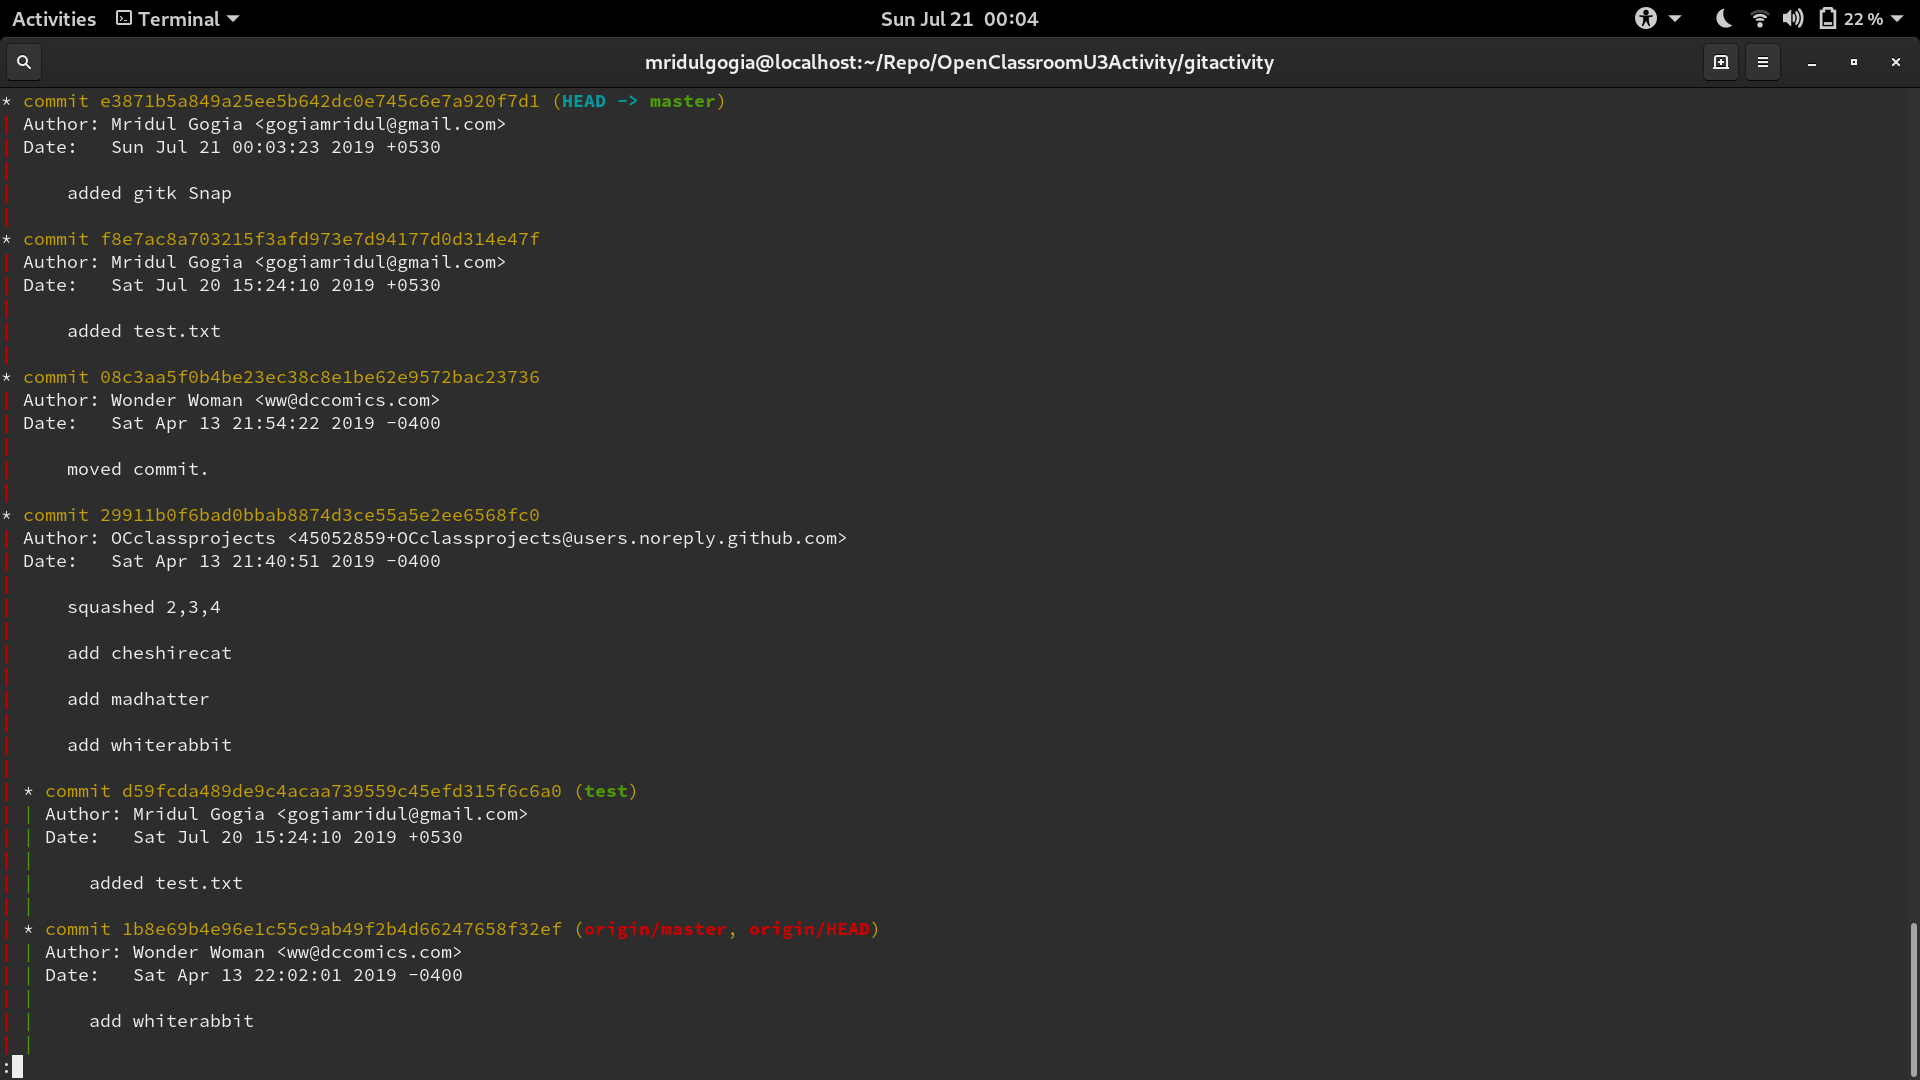 Activities Terminal Sun Jul 21 00:04 22 %
mridulgogia@localhost:~/Repo/OpenClassroomU3Activity/gitactivity
* commit e3871b5a849a25ee5b642dc0e745c6e7a920f7d1 (HEAD -> master)
| Author: Mridul Gogia <gogiamridul@gmail.com>
| Date:   Sun Jul 21 00:03:23 2019 +0530
|
|     added gitk Snap
|
* commit f8e7ac8a703215f3afd973e7d94177d0d314e47f
| Author: Mridul Gogia <gogiamridul@gmail.com>
| Date:   Sat Jul 20 15:24:10 2019 +0530
|
|     added test.txt
|
* commit 08c3aa5f0b4be23ec38c8e1be62e9572bac23736
| Author: Wonder Woman <ww@dccomics.com>
| Date:   Sat Apr 13 21:54:22 2019 -0400
|
|     moved commit.
|
* commit 29911b0f6bad0bbab8874d3ce55a5e2ee6568fc0
| Author: OCclassprojects <45052859+OCclassprojects@users.noreply.github.com>
| Date:   Sat Apr 13 21:40:51 2019 -0400
|
|     squashed 2,3,4
|
|     add cheshirecat
|
|     add madhatter
|
|     add whiterabbit
|
| * commit d59fcda489de9c4acaa739559c45efd315f6c6a0 (test)
| | Author: Mridul Gogia <gogiamridul@gmail.com>
| | Date:   Sat Jul 20 15:24:10 2019 +0530
| |
| |     added test.txt
| |
| * commit 1b8e69b4e96e1c55c9ab49f2b4d66247658f32ef (origin/master, origin/HEAD)
| | Author: Wonder Woman <ww@dccomics.com>
| | Date:   Sat Apr 13 22:02:01 2019 -0400
| |
| |     add whiterabbit
| |
: